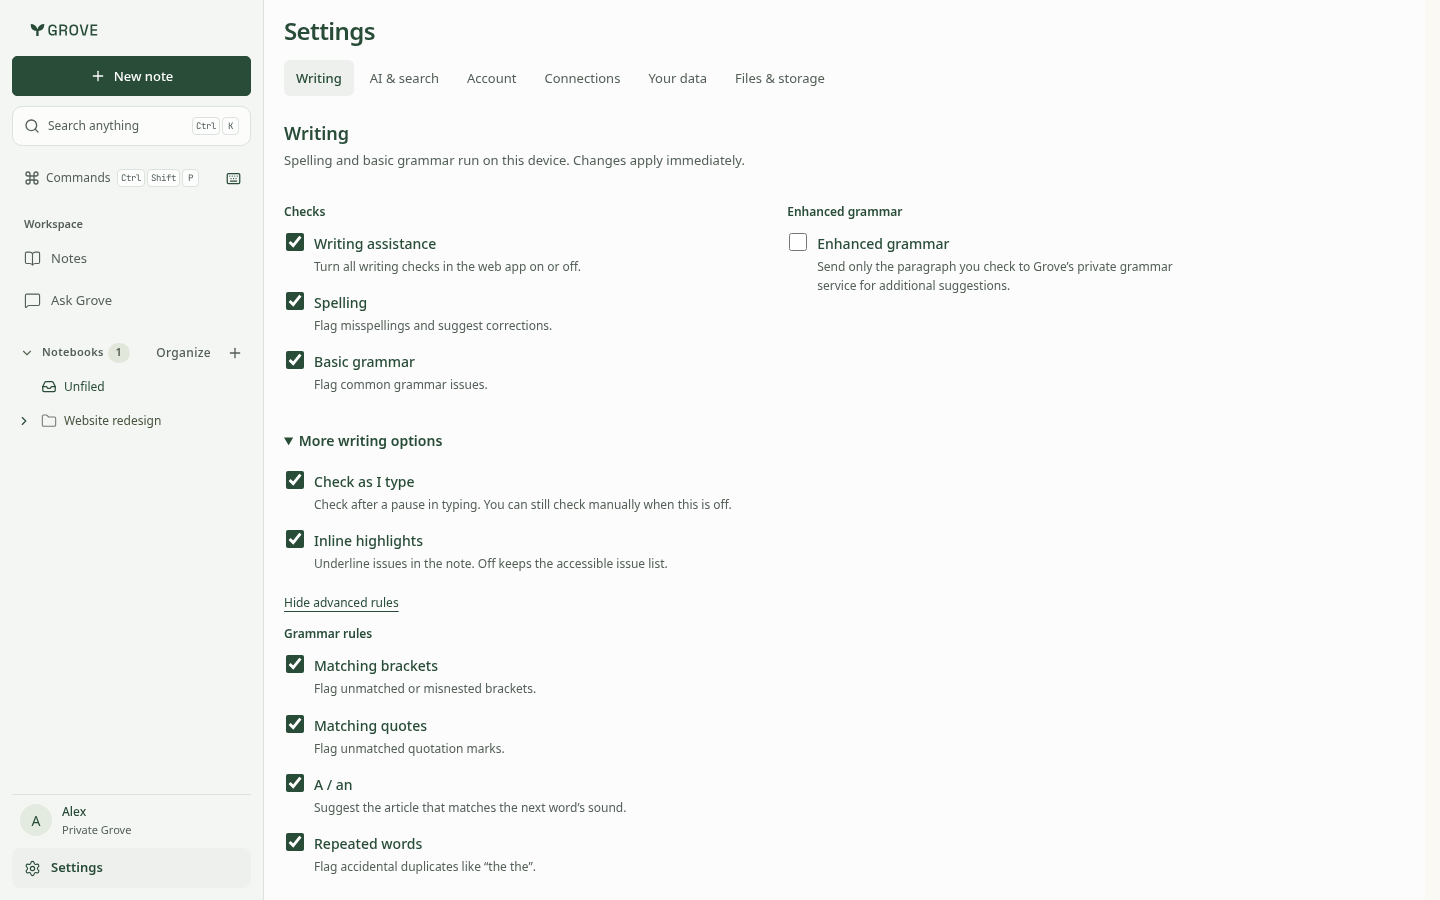 GROVE
New note
Search anything Ctrl K
Commands Ctrl Shift P
Workspace
Notes
Ask Grove
Notebooks 1 Organize
Unfiled
Website redesign
A
Alex
Private Grove
Settings
Settings
Writing AI & search Account Connections Your data Files & storage
Writing
Spelling and basic grammar run on this device. Changes apply immediately.
Checks
Writing assistance
Turn all writing checks in the web app on or off.
Spelling
Flag misspellings and suggest corrections.
Basic grammar
Flag common grammar issues.
Enhanced grammar
Enhanced grammar
Send only the paragraph you check to Grove’s private grammar
service for additional suggestions.
More writing options
Check as I type
Check after a pause in typing. You can still check manually when this is off.
Inline highlights
Underline issues in the note. Off keeps the accessible issue list.
Hide advanced rules
Grammar rules
Matching brackets
Flag unmatched or misnested brackets.
Matching quotes
Flag unmatched quotation marks.
A / an
Suggest the article that matches the next word’s sound.
Repeated words
Flag accidental duplicates like “the the”.